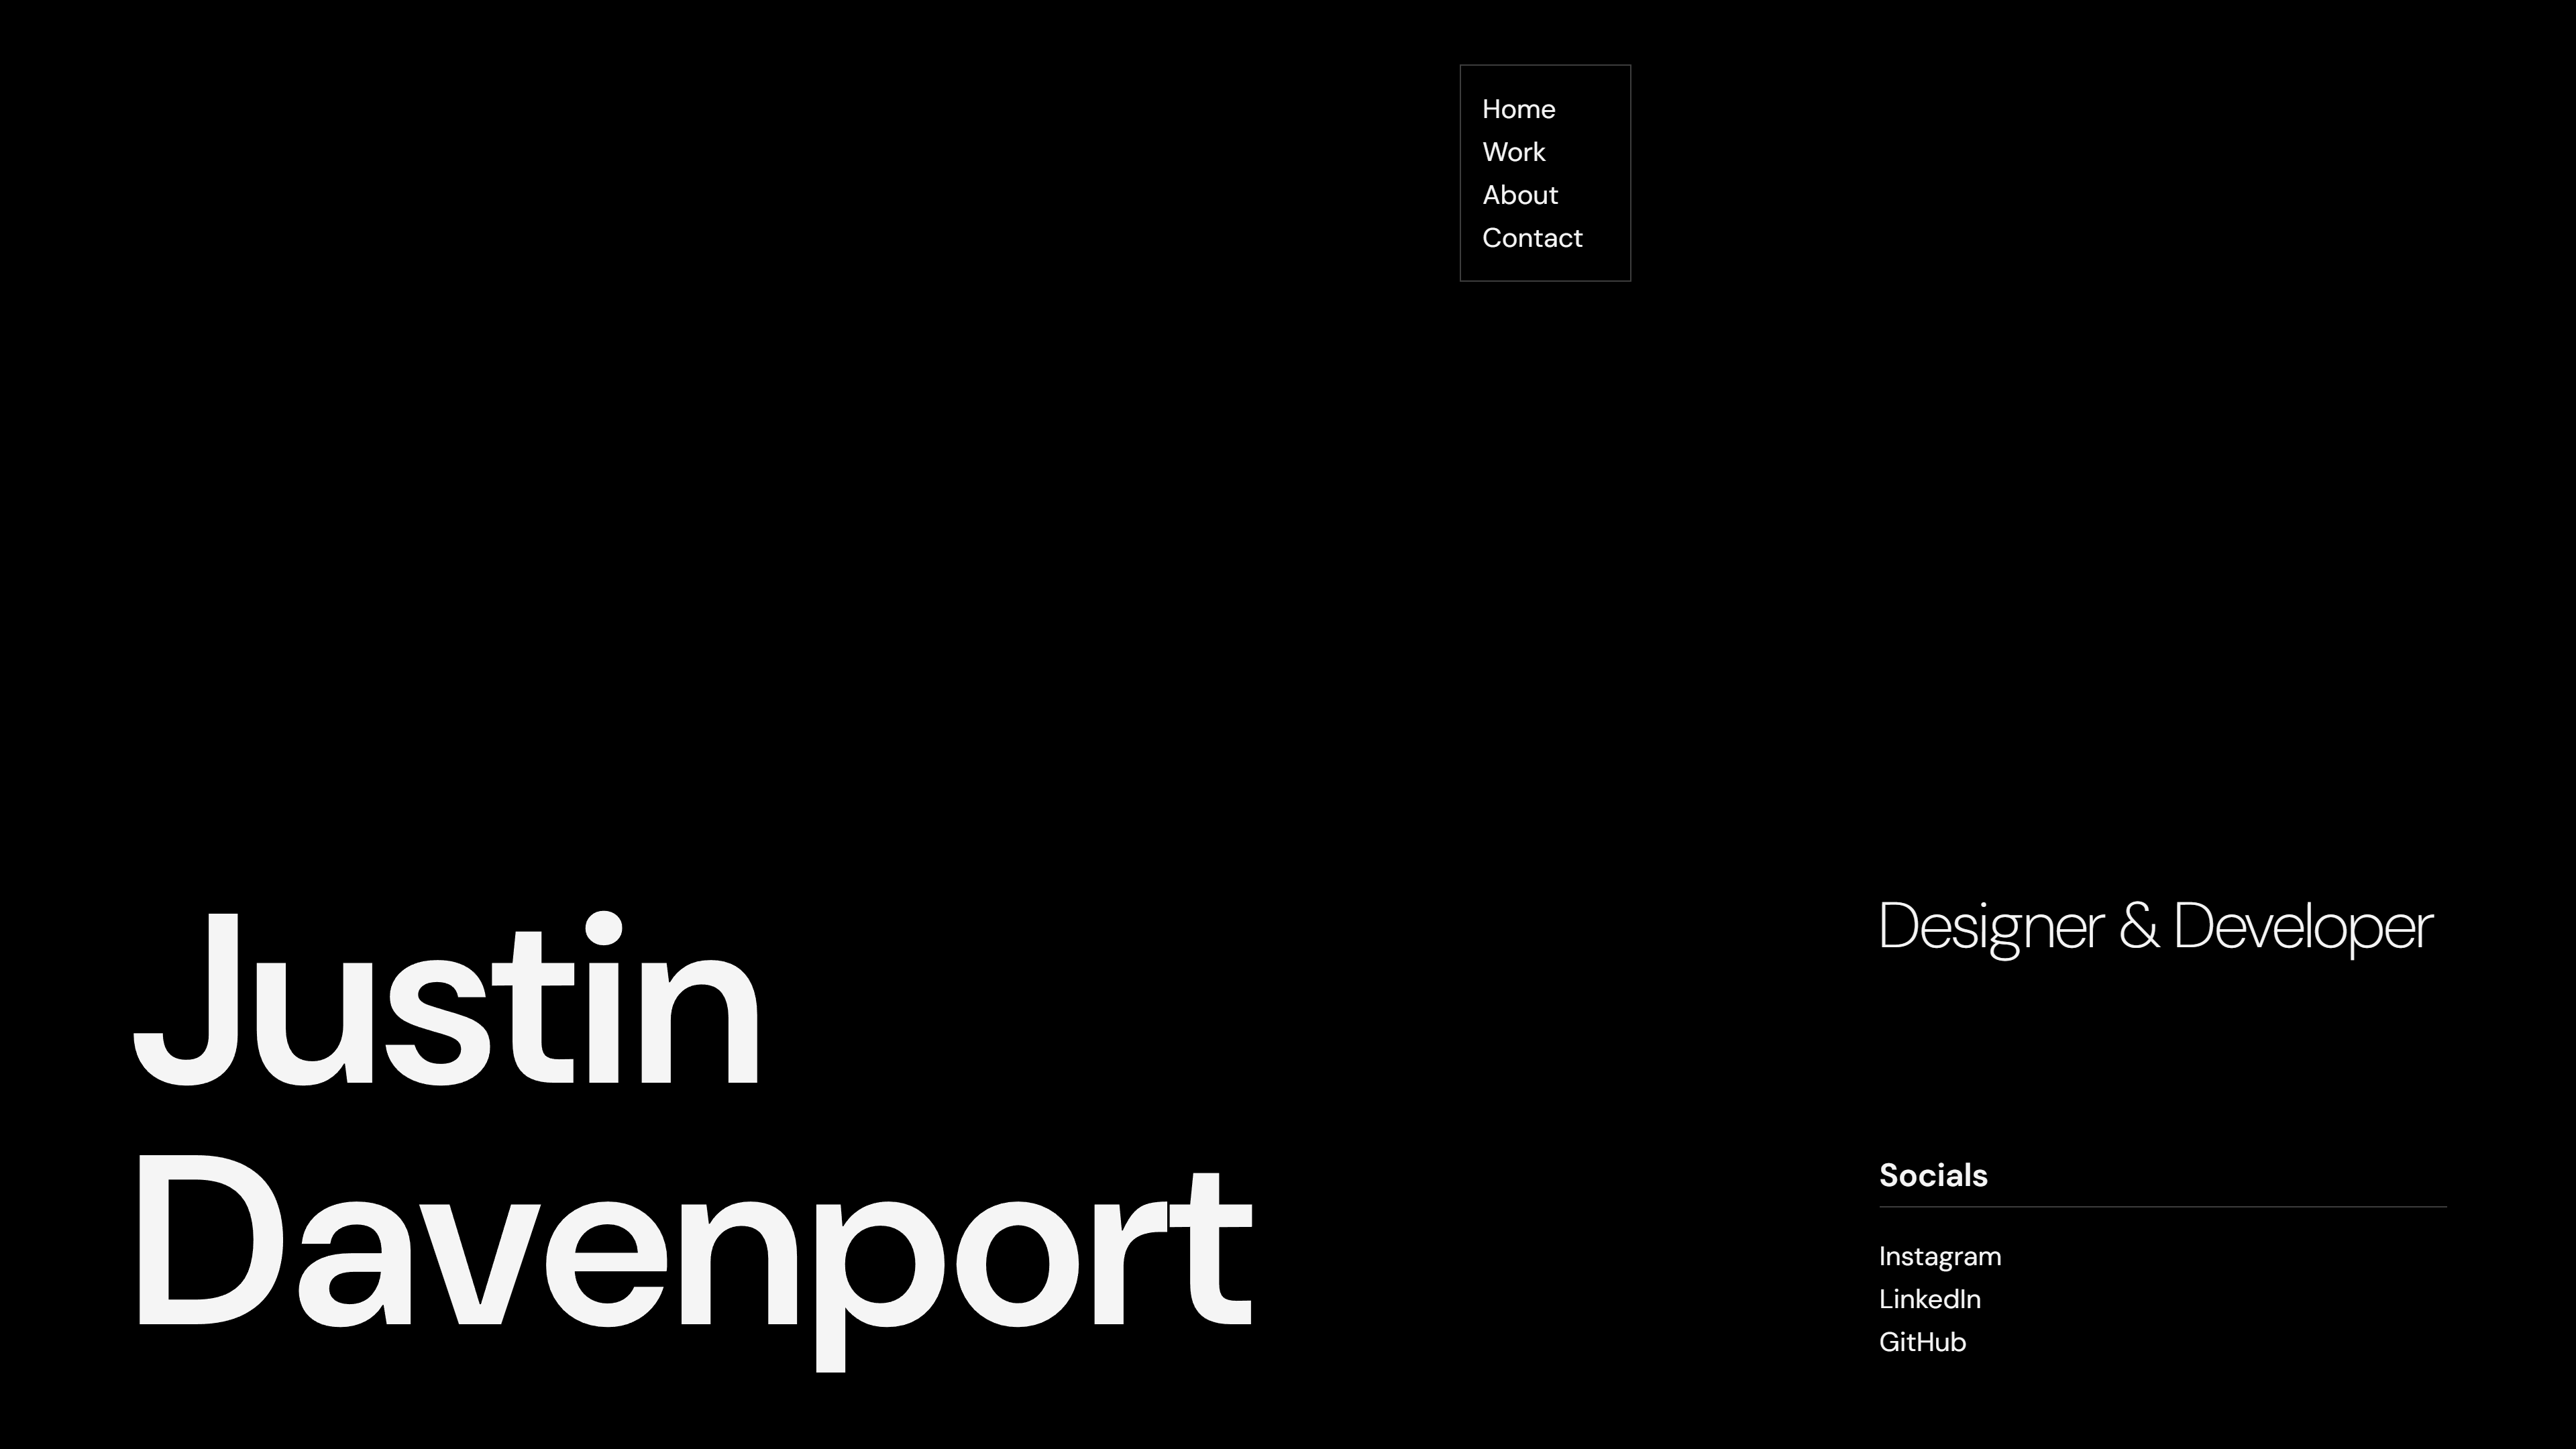 Home
Work
About
Contact
Justin
Davenport
Designer & Developer
Socials
Instagram
LinkedIn
GitHub